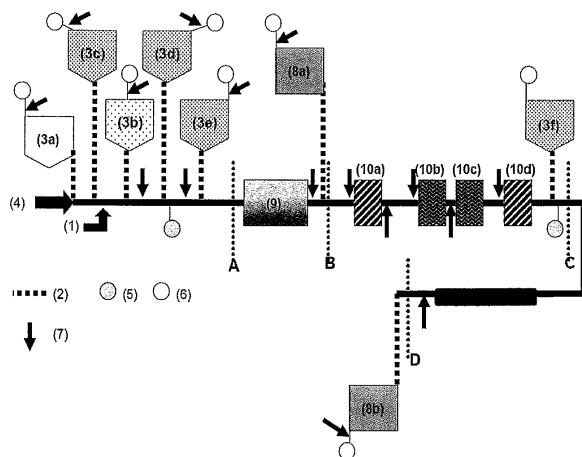 (3c)
(3d)
(8a)
(3a)
(3b)
(3e)
(3f)
(10a)
(10b)
(10c)
(10d)
(4)
(1)
(9)
A
B
C
(2)
(5)
(6)
(7)
D
(8b)